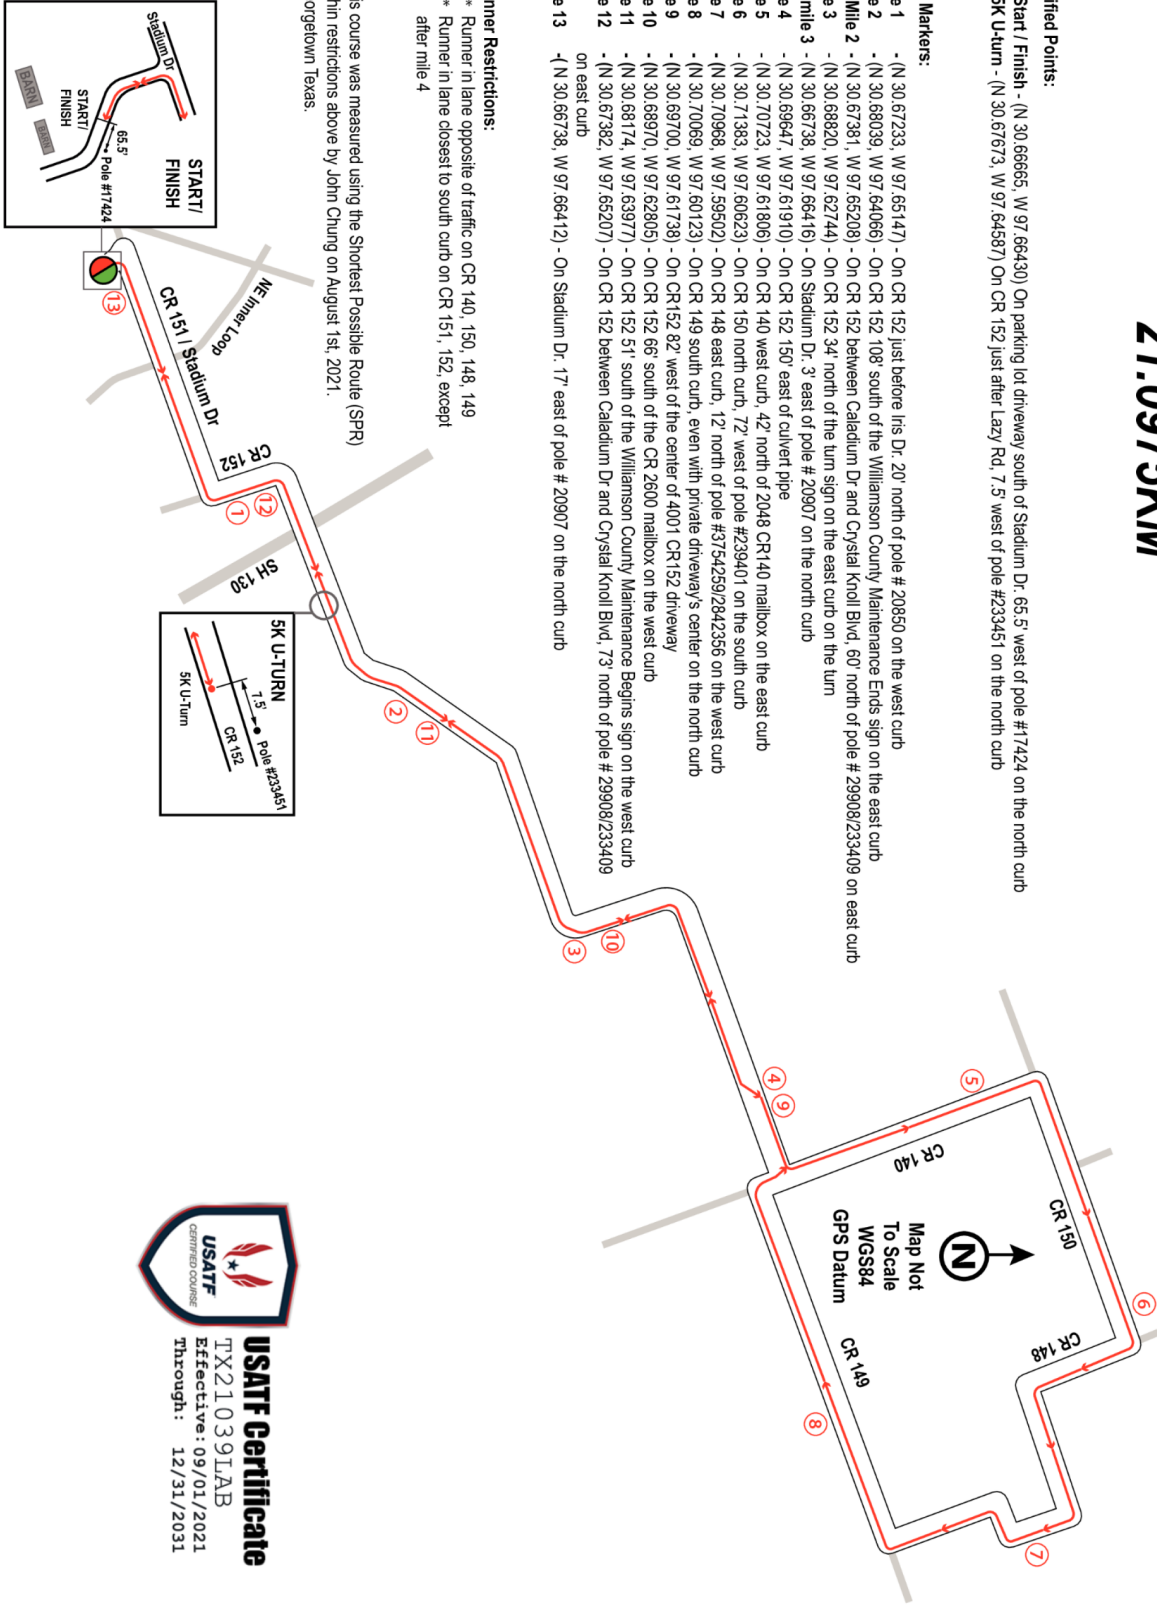 21.0975KM
ified Points:
Start / Finish - (N 30.66665, W 97.66430) On parking lot driveway south of Stadium Dr. 65.5' west of pole #17424 on the north curb
5K U-turn - (N 30.67673, W 97.64587) On CR 152 just after Lazy Rd, 7.5' west of pole #233451 on the north curb
Markers:
e 1 - (N 30.67233, W 97.65147) - On CR 152 just before Iris Dr. 20' north of pole # 20850 on the west curb
e 2 - (N 30.68039, W 97.64066) - On CR 152 108' south of the Williamson County Maintenance Ends sign on the east curb
Mile 2 - (N 30.67381, W 97.65208) - On CR 152 between Caladium Dr and Crystal Knoll Blvd, 60' north of pole # 29908/233409 on east curb
e 3 - (N 30.68820, W 97.62744) - On CR 152 34' north of the turn sign on the east curb on the turn
mile 3 - (N 30.66738, W 97.66416) - On Stadium Dr. 3' east of pole # 20907 on the north curb
e 4 - (N 30.69647, W 97.61910) - On CR 152 150' east of culvert pipe
e 5 - (N 30.70723, W 97.61806) - On CR 140 west curb, 42' north of 2048 CR140 mailbox on the east curb
e 6 - (N 30.71383, W 97.60623) - On CR 150 north curb, 72' west of pole #239401 on the south curb
e 7 - (N 30.70968, W 97.59502) - On CR 148 east curb, 12' north of pole #3754259/2842356 on the west curb
e 8 - (N 30.70069, W 97.60123) - On CR 149 south curb, even with private driveway's center on the north curb
e 9 - (N 30.69700, W 97.61738) - On CR152 82' west of the center of 4001 CR152 driveway
e 10 - (N 30.68970, W 97.62805) - On CR 152 66' south of the CR 2600 mailbox on the west curb
e 11 - (N 30.68174, W 97.63977) - On CR 152 51' south of the Williamson County Maintenance Begins sign on the west curb
e 12 - (N 30.67382, W 97.65207) - On CR 152 between Caladium Dr and Crystal Knoll Blvd, 73' north of pole # 29908/233409
on east curb
e 13 -( N 30.66738, W 97.66412) - On Stadium Dr. 17' east of pole # 20907 on the north curb
nner Restrictions:
* Runner in lane opposite of traffic on CR 140, 150, 148, 149
* Runner in lane closest to south curb on CR 151, 152, except
after mile 4
is course was measured using the Shortest Possible Route (SPR)
hin restrictions above by John Chung on August 1st, 2021.
orgetown Texas.
START/
FINISH
Stadium Dr
65.5'
Pole #17424
START/
FINISH
BARN
BARN
13
NE Inner Loop
CR 151 / Stadium Dr
CR 152
1
12
SH 130
5K U-TURN
7.5'
Pole #233451
CR 152
5K U-Turn
2
11
3
10
4
9
5
CR 140
CR 150
6
CR 148
7
8
CR 149
N
Map Not
To Scale
WGS84
GPS Datum
USATF
CERTIFIED COURSE
USATF Certificate
TX21039LAB
Effective: 09/01/2021
Through: 12/31/2031